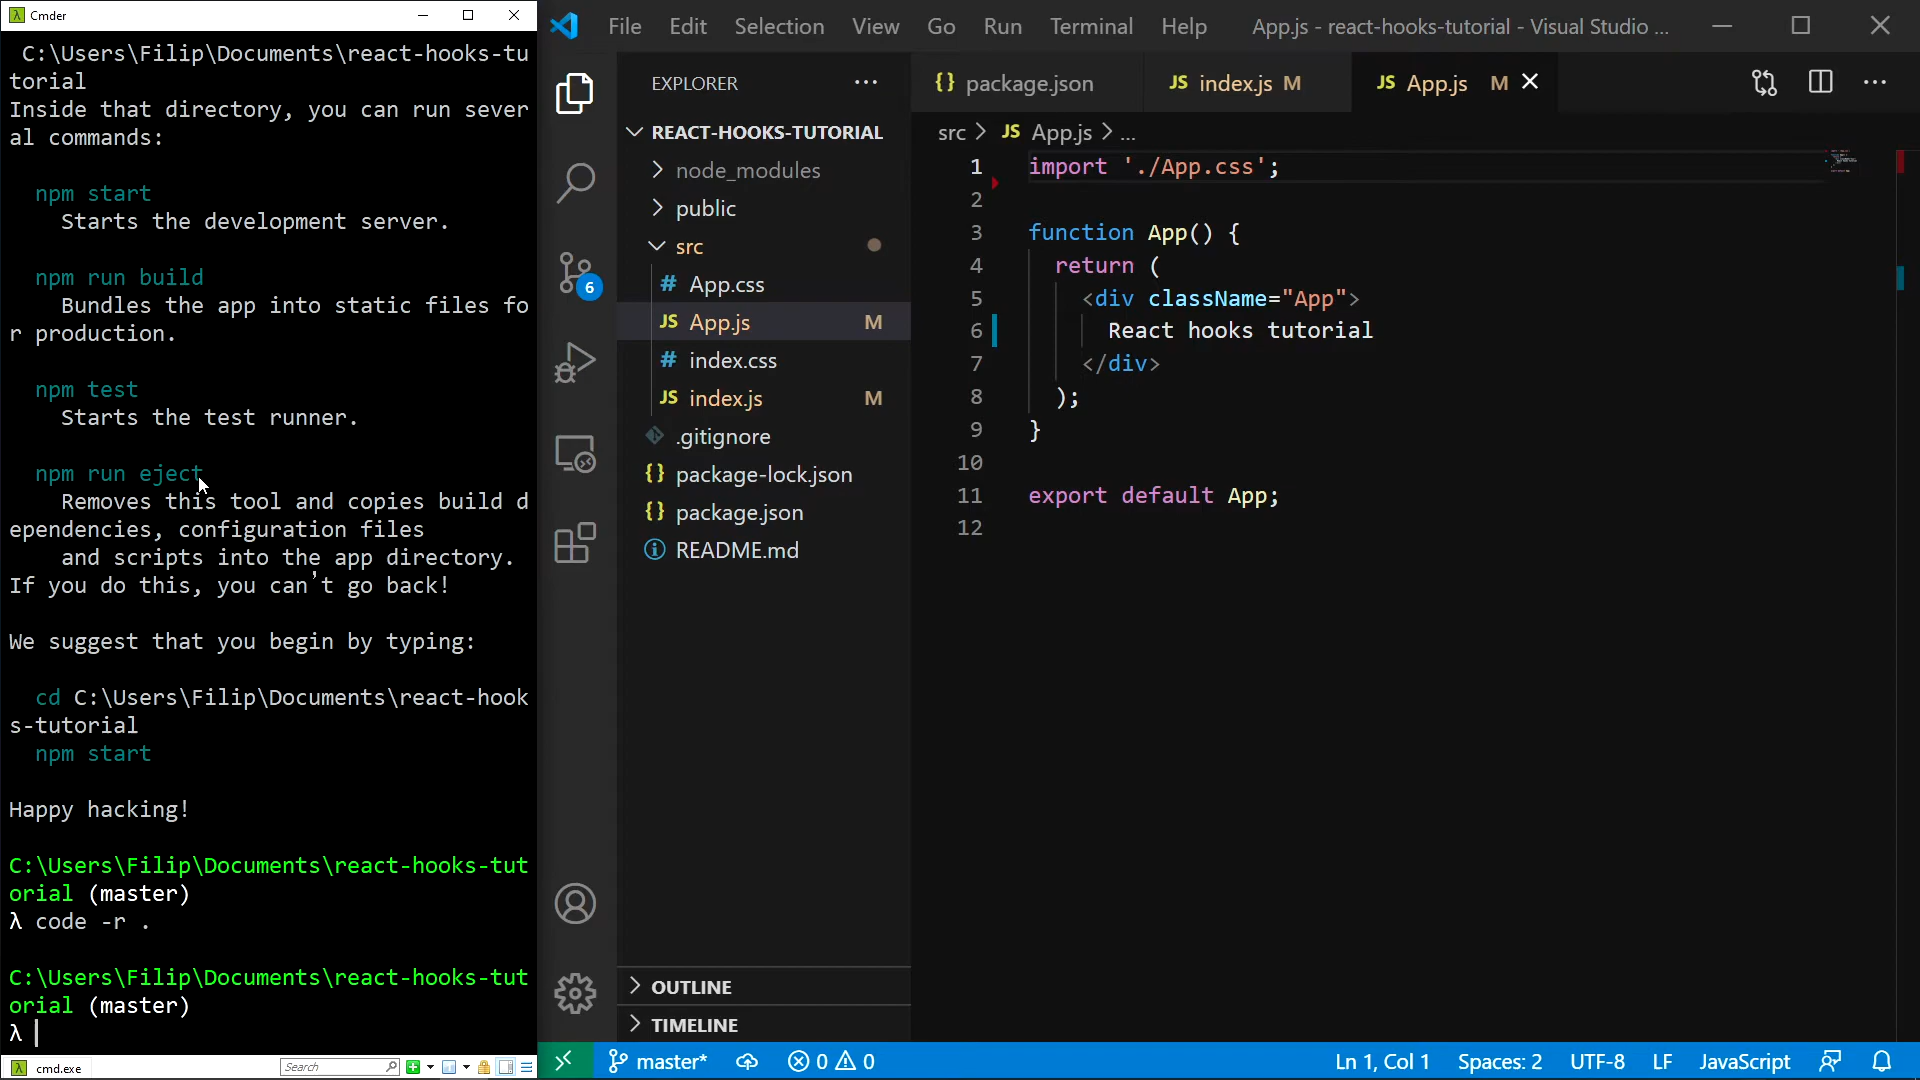 Cmder
C:\Users\Filip\Documents\react-hooks-tu
torial
Inside that directory, you can run sever
al commands:
npm start
Starts the development server.
npm run build
Bundles the app into static files fo
r production.
npm test
Starts the test runner.
npm run eject
Removes this tool and copies build d
ependencies, configuration files
and scripts into the app directory.
If you do this, you can't go back!
We suggest that you begin by typing:
cd C:\Users\Filip\Documents\react-hook
s-tutorial
npm start
Happy hacking!
C:\Users\Filip\Documents\react-hooks-tut
orial (master)
λ code -r .
C:\Users\Filip\Documents\react-hooks-tut
orial (master)
λ
cmd.exe
Search
File Edit Selection View Go Run Terminal Help App.js - react-hooks-tutorial - Visual Studio ...
6
EXPLORER
REACT-HOOKS-TUTORIAL
node_modules
public
src
# App.css
JS App.js M
# index.css
JS index.js M
.gitignore
{} package-lock.json
{} package.json
README.md
OUTLINE
TIMELINE
{} package.json JS index.js M JS App.js M
src > JS App.js > ...
1 import './App.css';
2
3 function App() {
4 return (
5 <div className="App">
6 React hooks tutorial
7 </div>
8 );
9 }
10
11 export default App;
12
master* 0 0 Ln 1, Col 1 Spaces: 2 UTF-8 LF JavaScript